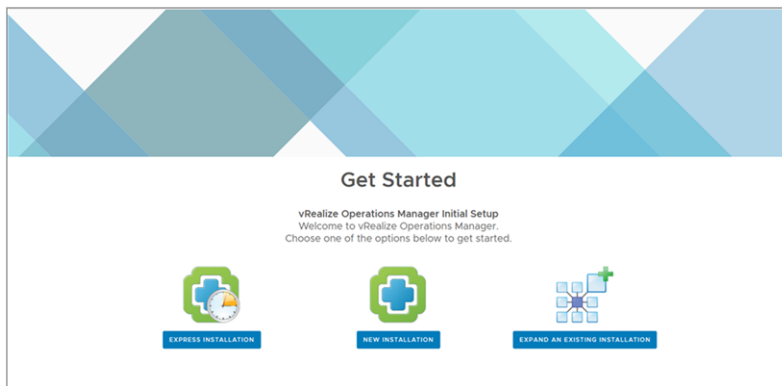 Get Started
vRealize Operations Manager Initial Setup
Welcome to vRealize Operations Manager.
Choose one of the options below to get started.
EXPRESS INSTALLATION
NEW INSTALLATION
EXPAND AN EXISTING INSTALLATION